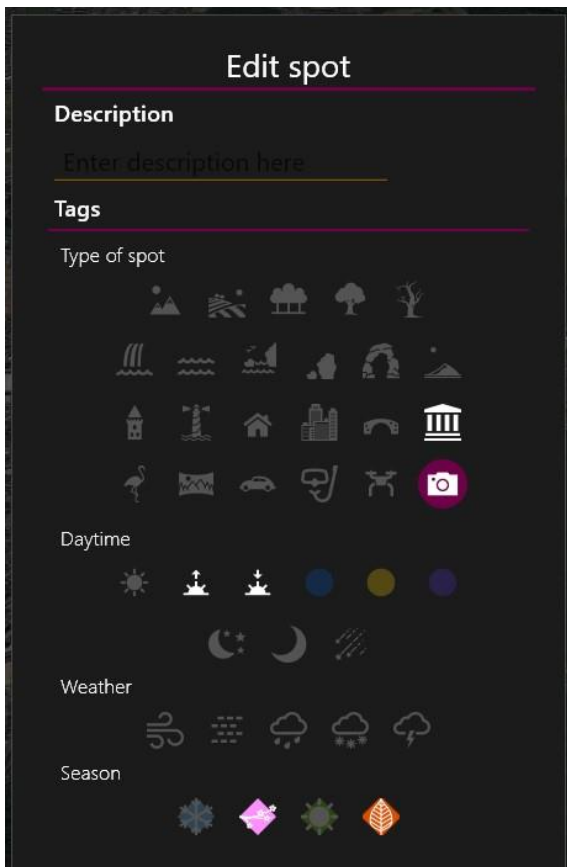 Edit spot
Description
Enter description here
Tags
Type of spot
Daytime
Weather
Season